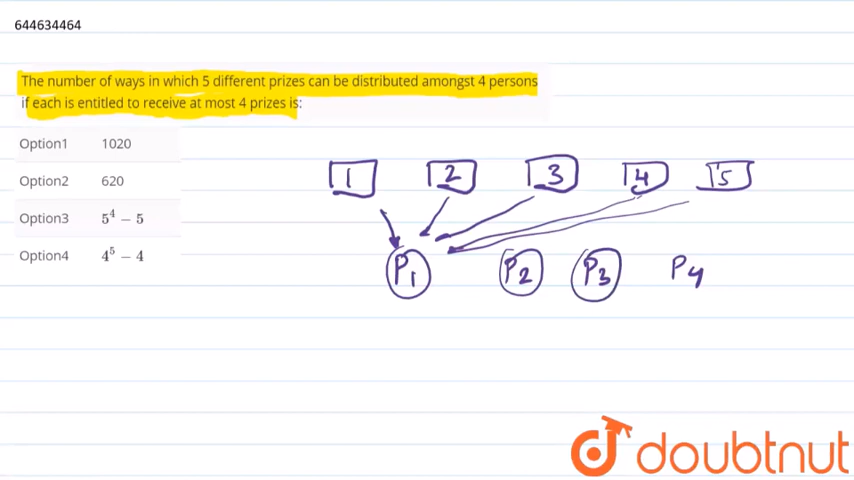 644634464
The number of ways in which 5 different prizes can be distributed amongst 4 persons
if each is entitled to receive at most 4 prizes is:
Option1 1020
Option2 620
Option3 5⁴ − 5
Option4 4⁵ − 4
1 2 3 4 5
P₁ P₂ P₃ P₄
doubtnut